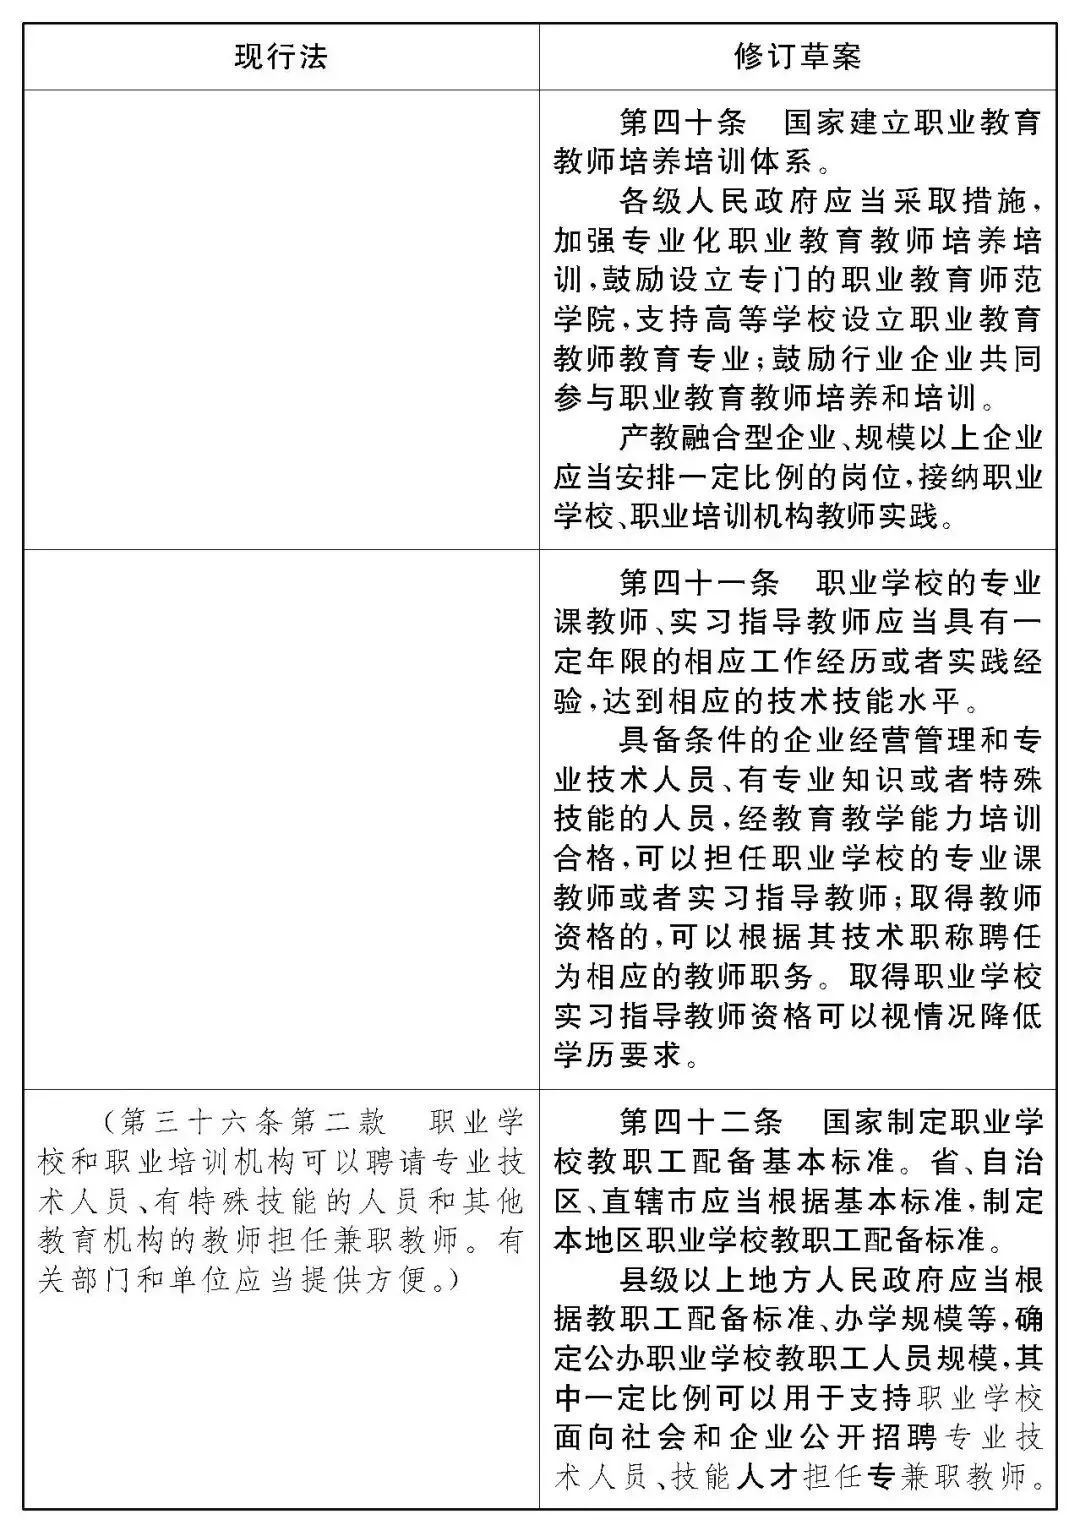 现行法
修订草案
第四十条　国家建立职业教育
教师培养培训体系。
各级人民政府应当采取措施，
加强专业化职业教育教师培养培
训，鼓励设立专门的职业教育师范
学院，支持高等学校设立职业教育
教师教育专业；鼓励行业企业共同
参与职业教育教师培养和培训。
产教融合型企业、规模以上企业
应当安排一定比例的岗位，接纳职业
学校、职业培训机构教师实践。
第四十一条　职业学校的专业
课教师、实习指导教师应当具有一
定年限的相应工作经历或者实践经
验，达到相应的技术技能水平。
具备条件的企业经营管理和专
业技术人员、有专业知识或者特殊
技能的人员，经教育教学能力培训
合格，可以担任职业学校的专业课
教师或者实习指导教师；取得教师
资格的，可以根据其技术职称聘任
为相应的教师职务。取得职业学校
实习指导教师资格可以视情况降低
学历要求。
（第三十六条第二款　职业学
校和职业培训机构可以聘请专业技
术人员、有特殊技能的人员和其他
教育机构的教师担任兼职教师。有
关部门和单位应当提供方便。）
第四十二条　国家制定职业学
校教职工配备基本标准。省、自治
区、直辖市应当根据基本标准，制定
本地区职业学校教职工配备标准。
县级以上地方人民政府应当根
据教职工配备标准、办学规模等，确
定公办职业学校教职工人员规模，其
中一定比例可以用于支持职业学校
面向社会和企业公开招聘专业技
术人员、技能人才担任专兼职教师。